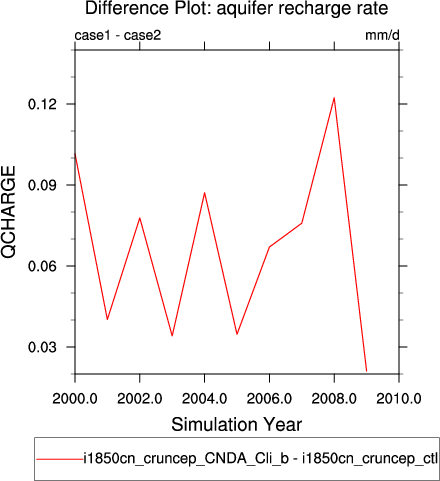 Difference Plot: aquifer recharge rate
case1 - case2 mm/d
0.12
0.09
0.06
0.03
QCHARGE
2000.0 2002.0 2004.0 2006.0 2008.0 2010.0
Simulation Year
i1850cn_cruncep_CNDA_Cli_b - i1850cn_cruncep_ctl